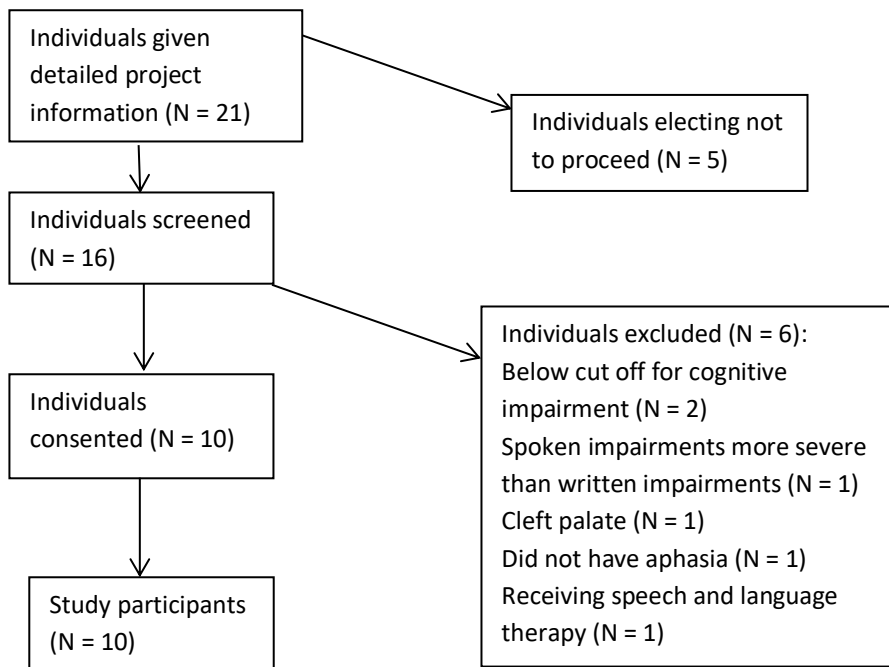 Individuals given
detailed project
information (N = 21)
Individuals electing not
to proceed (N = 5)
Individuals screened
(N = 16)
Individuals excluded (N = 6):
Below cut off for cognitive
impairment (N = 2)
Spoken impairments more severe
than written impairments (N = 1)
Cleft palate (N = 1)
Did not have aphasia (N = 1)
Receiving speech and language
therapy (N = 1)
Individuals
consented (N = 10)
Study participants
(N = 10)